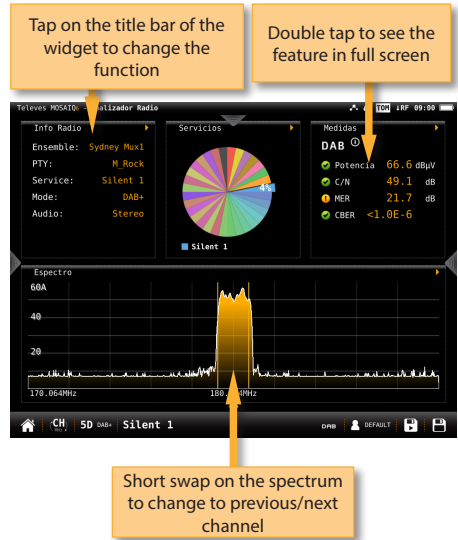 Tap on the title bar of the
widget to change the
function
Double tap to see the
feature in full screen
Televes MOSAIQ6 - alizador Radio
TOM RF 09:00
Info Radio
Ensemble: Sydney Mux1
PTY: M_Rock
Service: Silent 1
Mode: DAB+
Audio: Stereo
Servicios
4%
Silent 1
Medidas
DAB
Potencia 66.6 dBµV
C/N 49.1 dB
MER 21.7 dB
CBER <1.0E-6
Espectro
60A
40
20
170.064MHz
180. MHz
CH
5D DAB+ Silent 1
DAB
DEFAULT
Short swap on the spectrum
to change to previous/next
channel